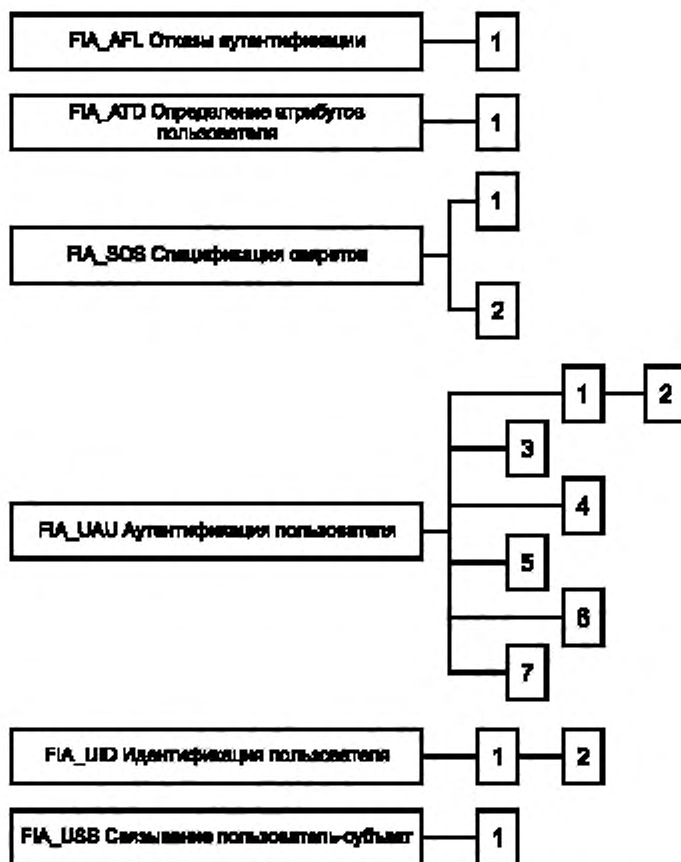 FIA_AFL Отказы аутентификации 1
FIA_ATD Определение атрибутов
пользователя 1
FIA_SOS Спецификация секретов
1
2
FIA_UAU Аутентификация пользователя
1 2
3
4
5
6
7
FIA_UID Идентификация пользователя 1 2
FIA_USB Связывание пользователь-субъект 1